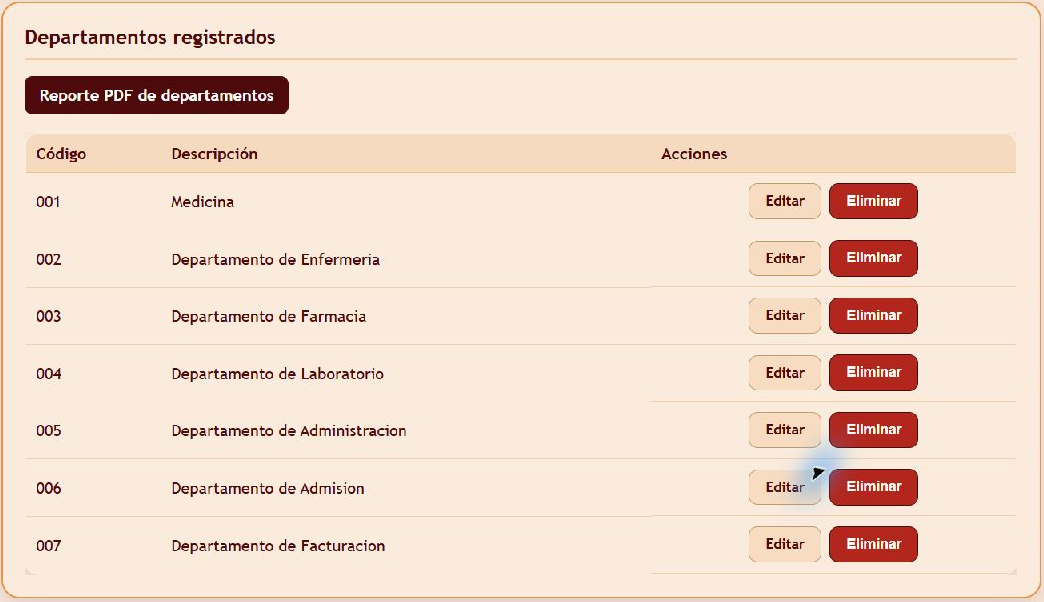 Departamentos registrados
Reporte PDF de departamentos
Código Descripción Acciones
001 Medicina Editar Eliminar
002 Departamento de Enfermeria Editar Eliminar
003 Departamento de Farmacia Editar Eliminar
004 Departamento de Laboratorio Editar Eliminar
005 Departamento de Administracion Editar Eliminar
006 Departamento de Admision Editar Eliminar
007 Departamento de Facturacion Editar Eliminar